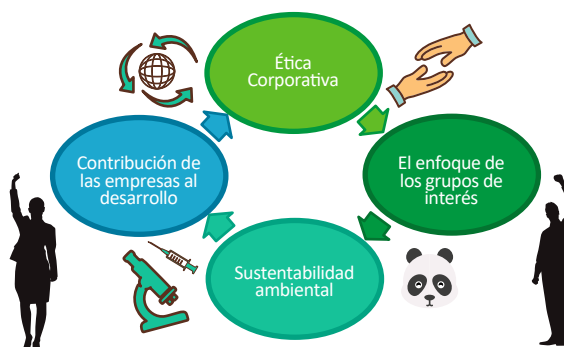 Ética
Corporativa
El enfoque de
los grupos de
interés
Sustentabilidad
ambiental
Contribución de
las empresas al
desarrollo